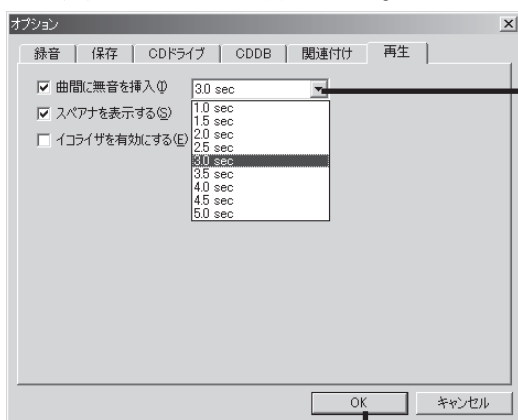 オプション
録音 保存 CDドライブ CDDB 関連付け 再生
曲間に無音を挿入(I) 3.0 sec
スペアナを表示する(S)
イコライザを有効にする(E)
1.0 sec
1.5 sec
2.0 sec
2.5 sec
3.0 sec
3.5 sec
4.0 sec
4.5 sec
5.0 sec
OK キャンセル